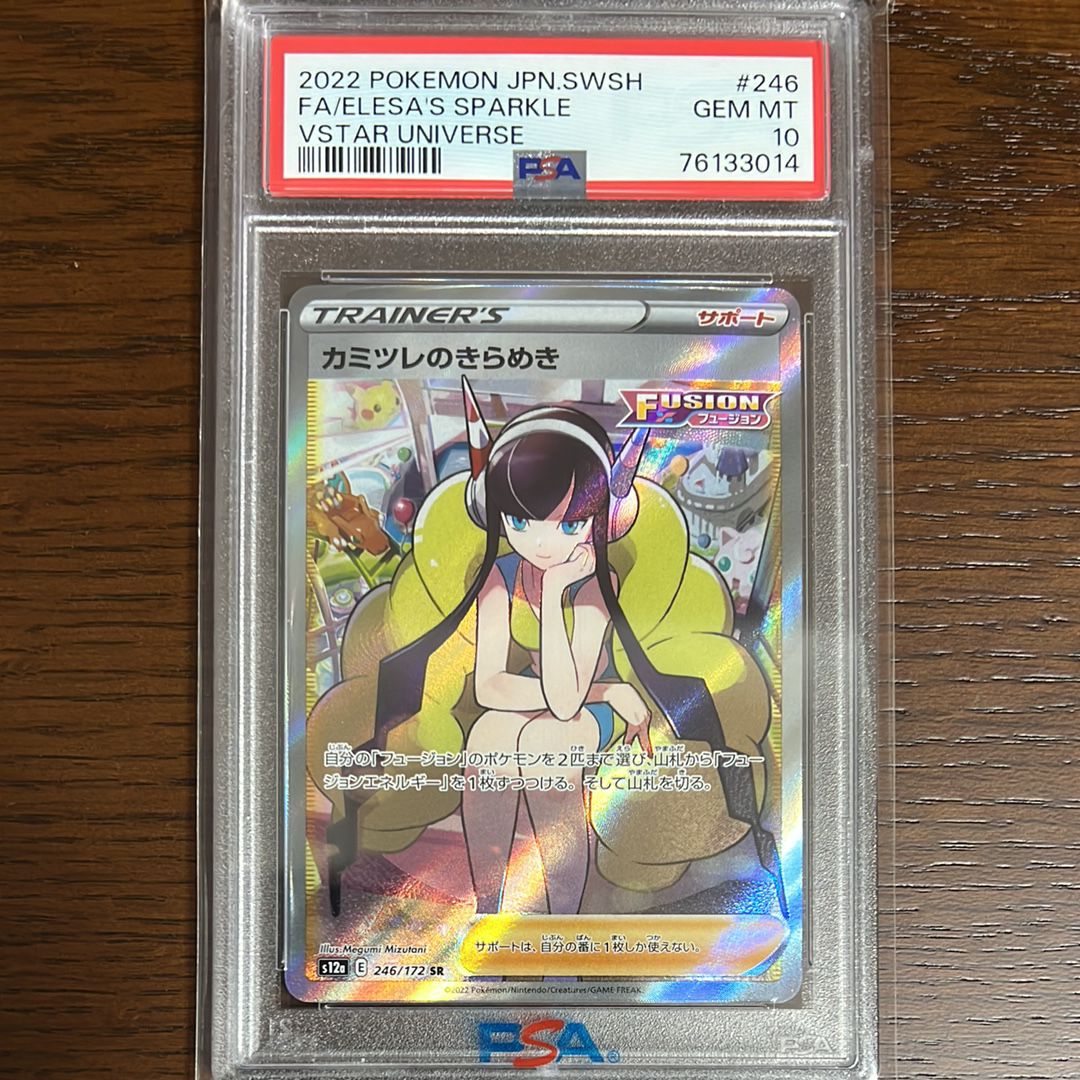 2022 POKEMON JPN.SWSH #246
FA/ELESA'S SPARKLE GEM MT
VSTAR UNIVERSE 10
76133014
PSA
TRAINER'S サポート
カミツレのきらめき
FUSION
フュージョン
自分の「フュージョン」のポケモンを2匹まで選び、山札から「フュー
ジョンエネルギー」を1枚ずつつける。そして山札を切る。
サポートは、自分の番に1枚しか使えない。
Illus.Megumi Mizutani
s12a E 246/172 SR
©2022 Pokémon/Nintendo/Creatures/GAME FREAK.
PSA